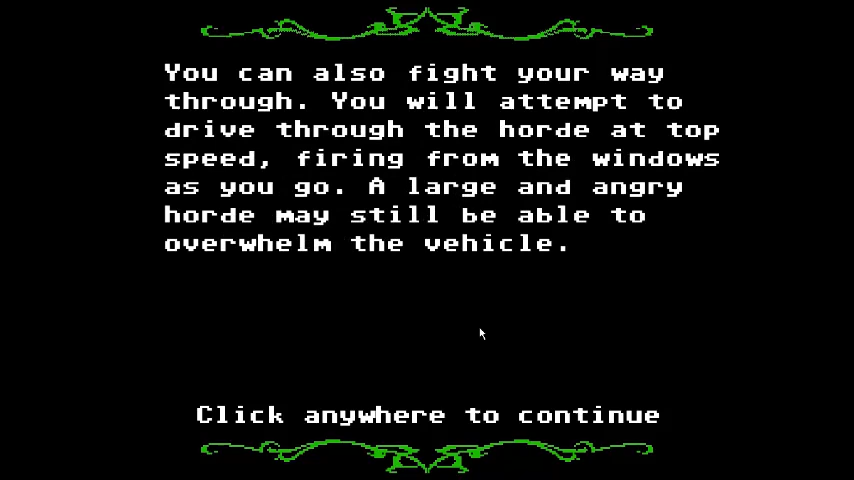 You can also fight your way
through. You will attempt to
drive through the horde at top
speed, firing from the windows
as you go. A large and angry
horde may still be able to
overwhelm the vehicle.
Click anywhere to continue